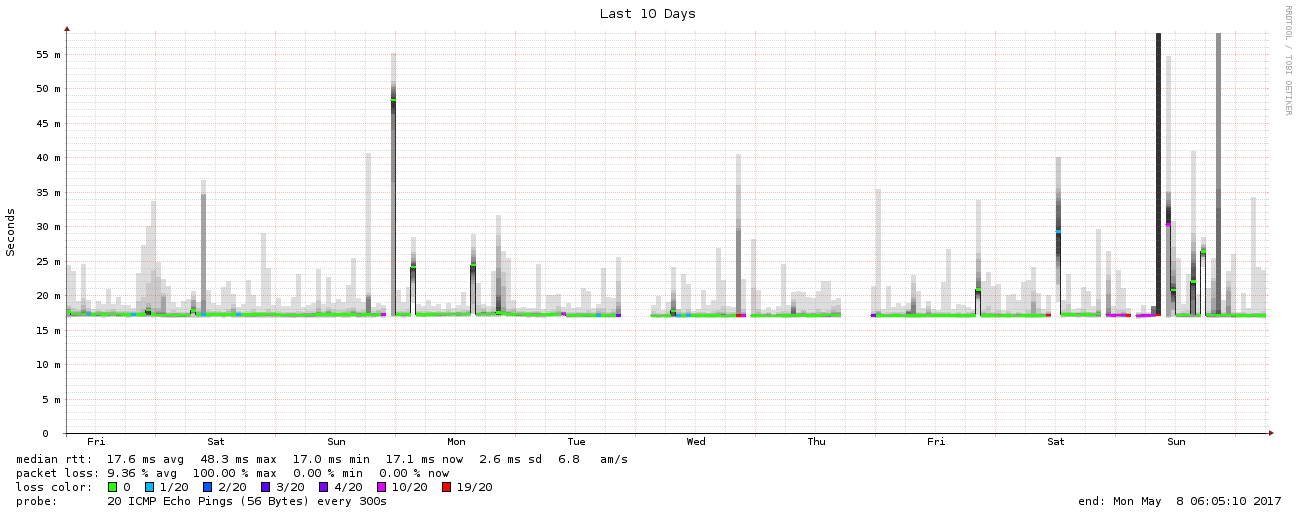 Last 10 Days
RRDTOOL / TOBI OETIKER
Seconds
55 m
50 m
45 m
40 m
35 m
30 m
25 m
20 m
15 m
10 m
5 m
0
Fri Sat Sun Mon Tue Wed Thu Fri Sat Sun
median rtt: 17.6 ms avg 48.3 ms max 17.0 ms min 17.1 ms now 2.6 ms sd 6.8 am/s
packet loss: 9.36 % avg 100.00 % max 0.00 % min 0.00 % now
loss color: 0 1/20 2/20 3/20 4/20 10/20 19/20
probe: 20 ICMP Echo Pings (56 Bytes) every 300s end: Mon May 8 06:05:10 2017